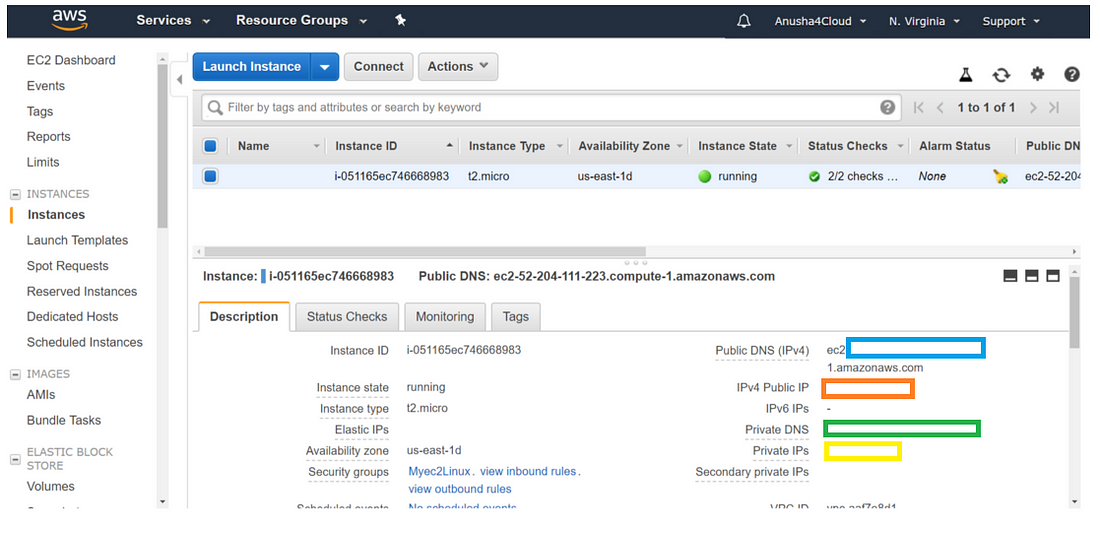 aws Services Resource Groups Anusha4Cloud N. Virginia Support
EC2 Dashboard
Events
Tags
Reports
Limits
INSTANCES
Instances
Launch Templates
Spot Requests
Reserved Instances
Dedicated Hosts
Scheduled Instances
IMAGES
AMIs
Bundle Tasks
ELASTIC BLOCK
STORE
Volumes
Launch Instance Connect Actions
Filter by tags and attributes or search by keyword 1 to 1 of 1
Name Instance ID Instance Type Availability Zone Instance State Status Checks Alarm Status Public DN
i-051165ec746668983 t2.micro us-east-1d running 2/2 checks ... None ec2-52-204
Instance: i-051165ec746668983 Public DNS: ec2-52-204-111-223.compute-1.amazonaws.com
Description Status Checks Monitoring Tags
Instance ID i-051165ec746668983 Public DNS (IPv4) ec2
1.amazonaws.com
Instance state running IPv4 Public IP
Instance type t2.micro IPv6 IPs -
Elastic IPs Private DNS
Availability zone us-east-1d Private IPs
Security groups Myec2Linux. view inbound rules. Secondary private IPs
view outbound rules
Scheduled events No scheduled events VPC ID